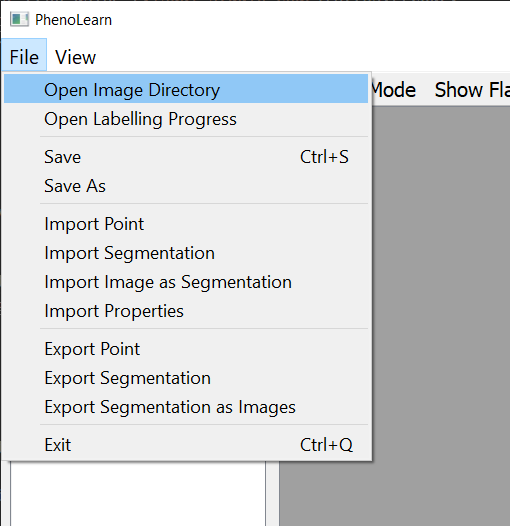 PhenoLearn
File View
Open Image Directory
Mode Show Fla
Open Labelling Progress
Save Ctrl+S
Save As
Import Point
Import Segmentation
Import Image as Segmentation
Import Properties
Export Point
Export Segmentation
Export Segmentation as Images
Exit Ctrl+Q